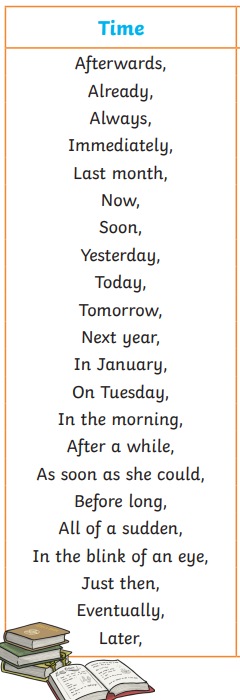 Time
Afterwards,
Already,
Always,
Immediately,
Last month,
Now,
Soon,
Yesterday,
Today,
Tomorrow,
Next year,
In January,
On Tuesday,
In the morning,
After a while,
As soon as she could,
Before long,
All of a sudden,
In the blink of an eye,
Just then,
Eventually,
Later,